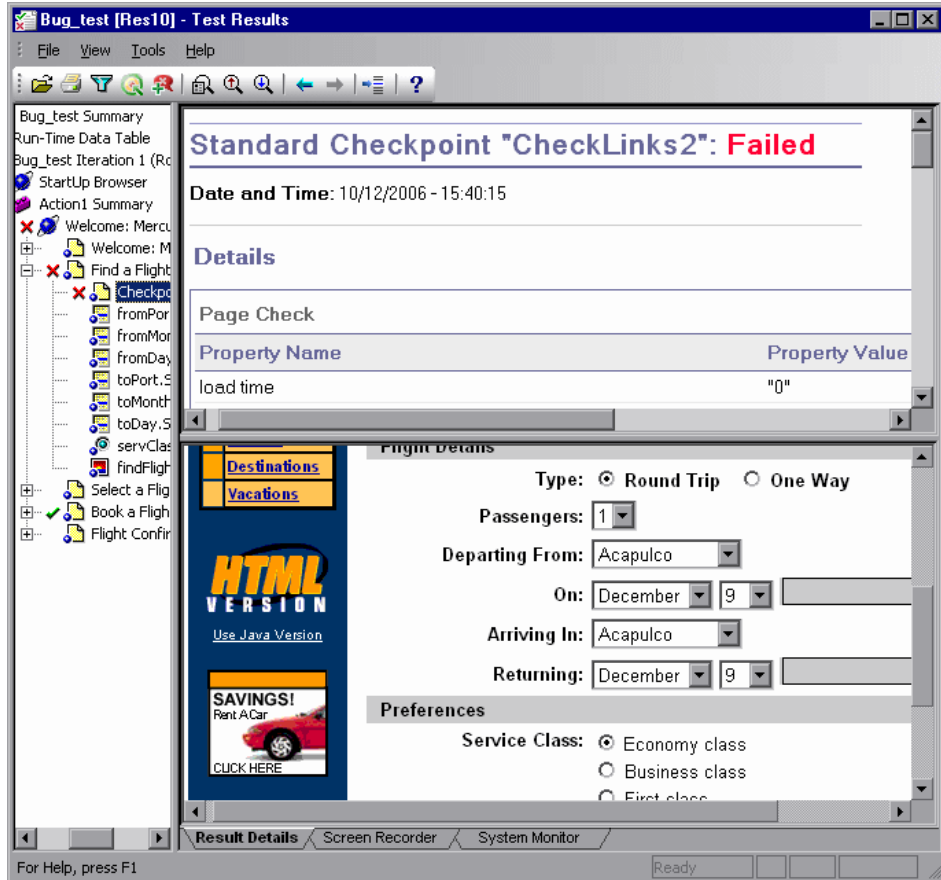 Bug_test [Res10] - Test Results
File View Tools Help
Bug_test Summary
Run-Time Data Table
Bug_test Iteration 1 (Ro
StartUp Browser
Action1 Summary
Welcome: Mercu
Welcome: M
Find a Flight
Checkpo
fromPor
fromMon
fromDay
toPort.S
toMonth
toDay.S
servClas
findFligh
Select a Flig
Book a Fligh
Flight Confir
Standard Checkpoint "CheckLinks2": Failed
Date and Time: 10/12/2006 - 15:40:15
Details
Page Check
Property Name Property Value
load time "0"
Destinations
Vacations
HTML
VERSION
Use Java Version
SAVINGS!
Rent A Car
CLICK HERE
Flight Details
Type: Round Trip One Way
Passengers: 1
Departing From: Acapulco
On: December 9
Arriving In: Acapulco
Returning: December 9
Preferences
Service Class: Economy class
Business class
First class
Result Details Screen Recorder System Monitor
For Help, press F1 Ready